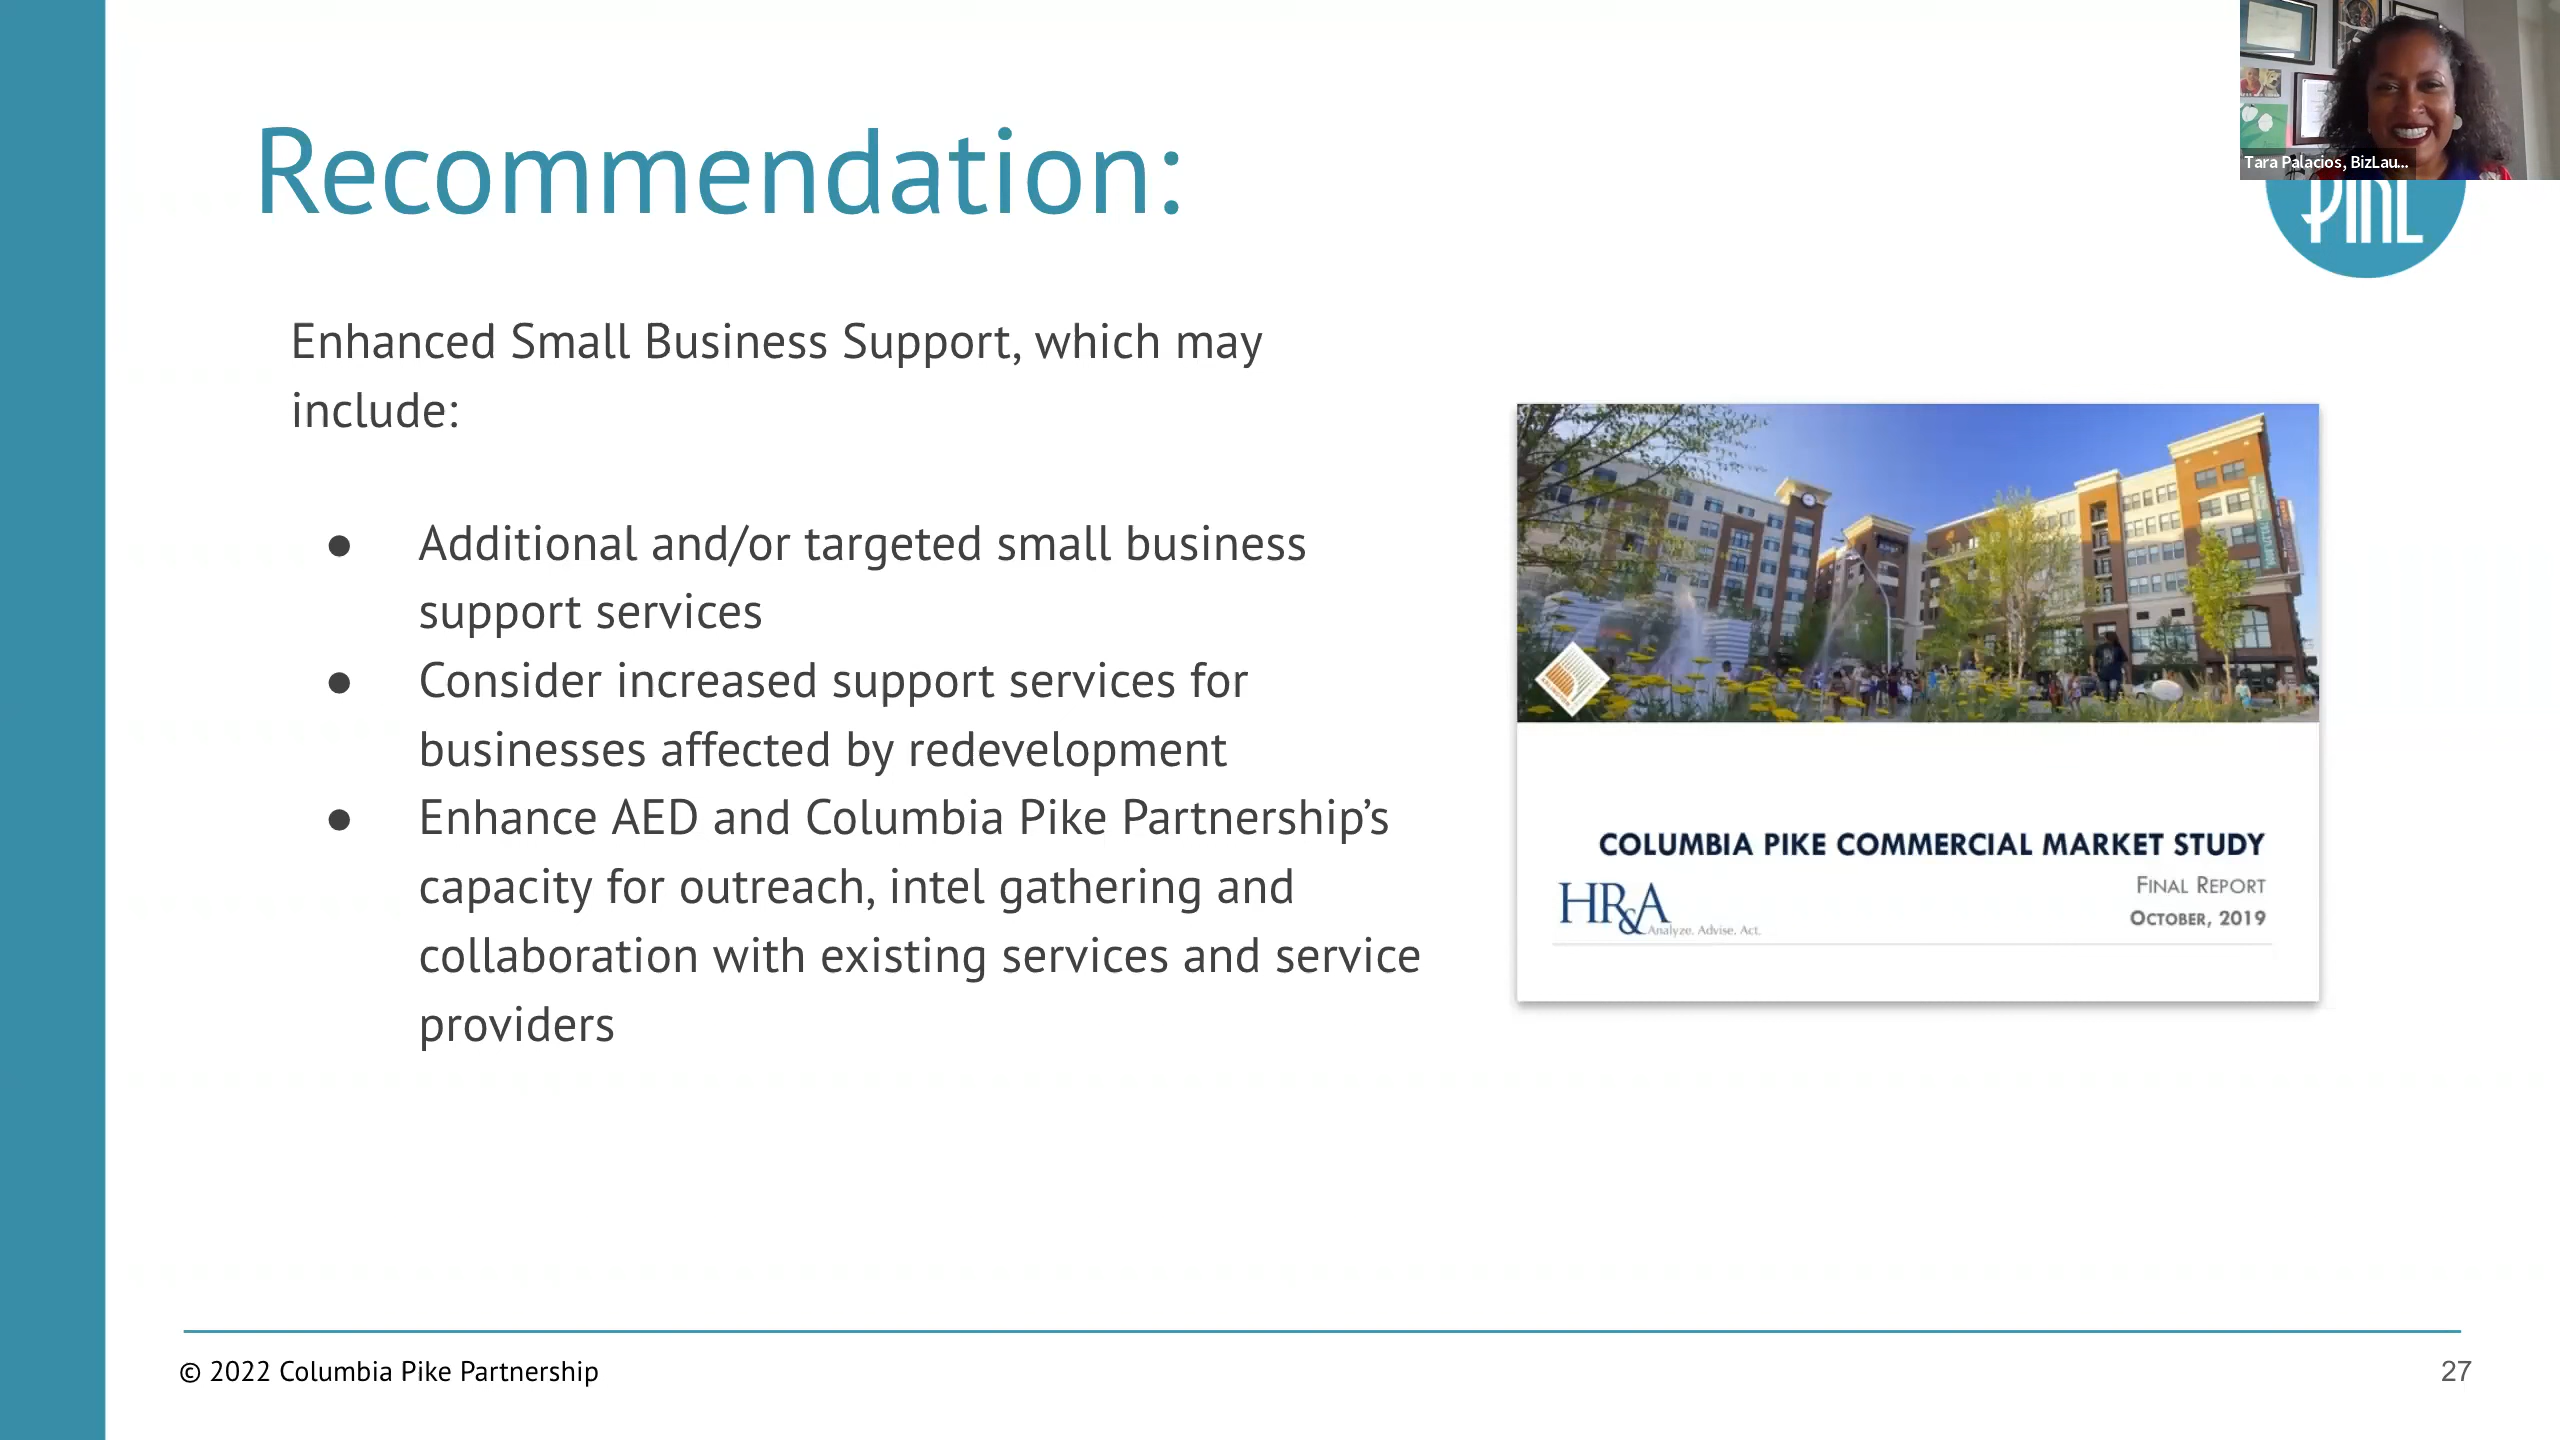 Recommendation:
Tara Palacios, BizLau...
Enhanced Small Business Support, which may
include:
● Additional and/or targeted small business
support services
● Consider increased support services for
businesses affected by redevelopment
● Enhance AED and Columbia Pike Partnership’s
capacity for outreach, intel gathering and
collaboration with existing services and service
providers
COLUMBIA PIKE COMMERCIAL MARKET STUDY
FINAL REPORT
OCTOBER, 2019
HR&A
Analyze. Advise. Act.
© 2022 Columbia Pike Partnership
27